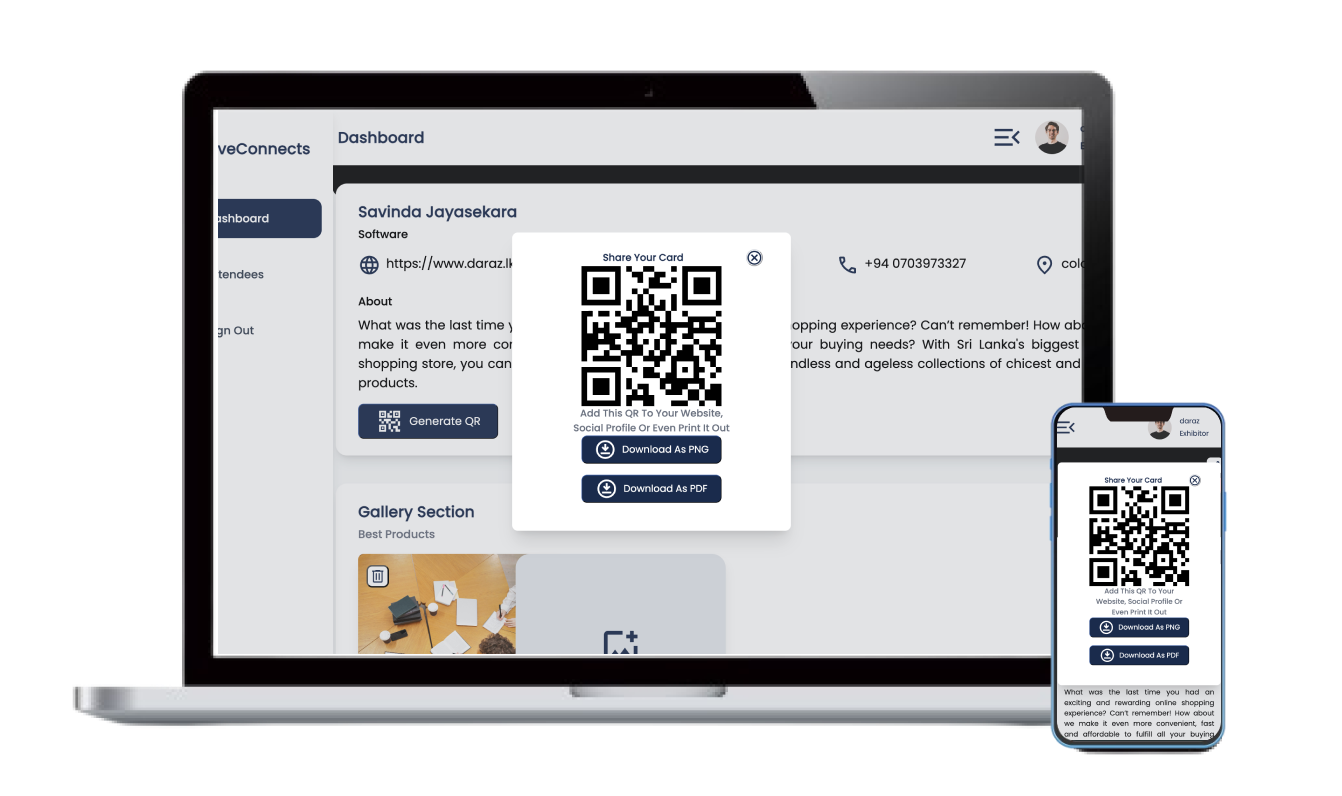 veConnects
Dashboard
ashboard
tendees
gn Out
Savinda Jayasekara
Software
https://www.daraz.lk
+94 0703973327
colo
About
What was the last time y
opping experience? Can't remember! How abo
make it even more con
our buying needs? With Sri Lanka's biggest
shopping store, you can
ndless and ageless collections of chicest and
products.
Generate QR
Share Your Card
Add This QR To Your Website,
Social Profile Or Even Print It Out
Download As PNG
Download As PDF
Gallery Section
Best Products
daraz
Exhibitor
Share Your Card
Add This QR To Your
Website, Social Profile Or
Even Print It Out
Download As PNG
Download As PDF
What was the last time you had an
exciting and rewarding online shopping
experience? Can't remember! How about
we make it even more convenient, fast
and affordable to fulfill all your buying